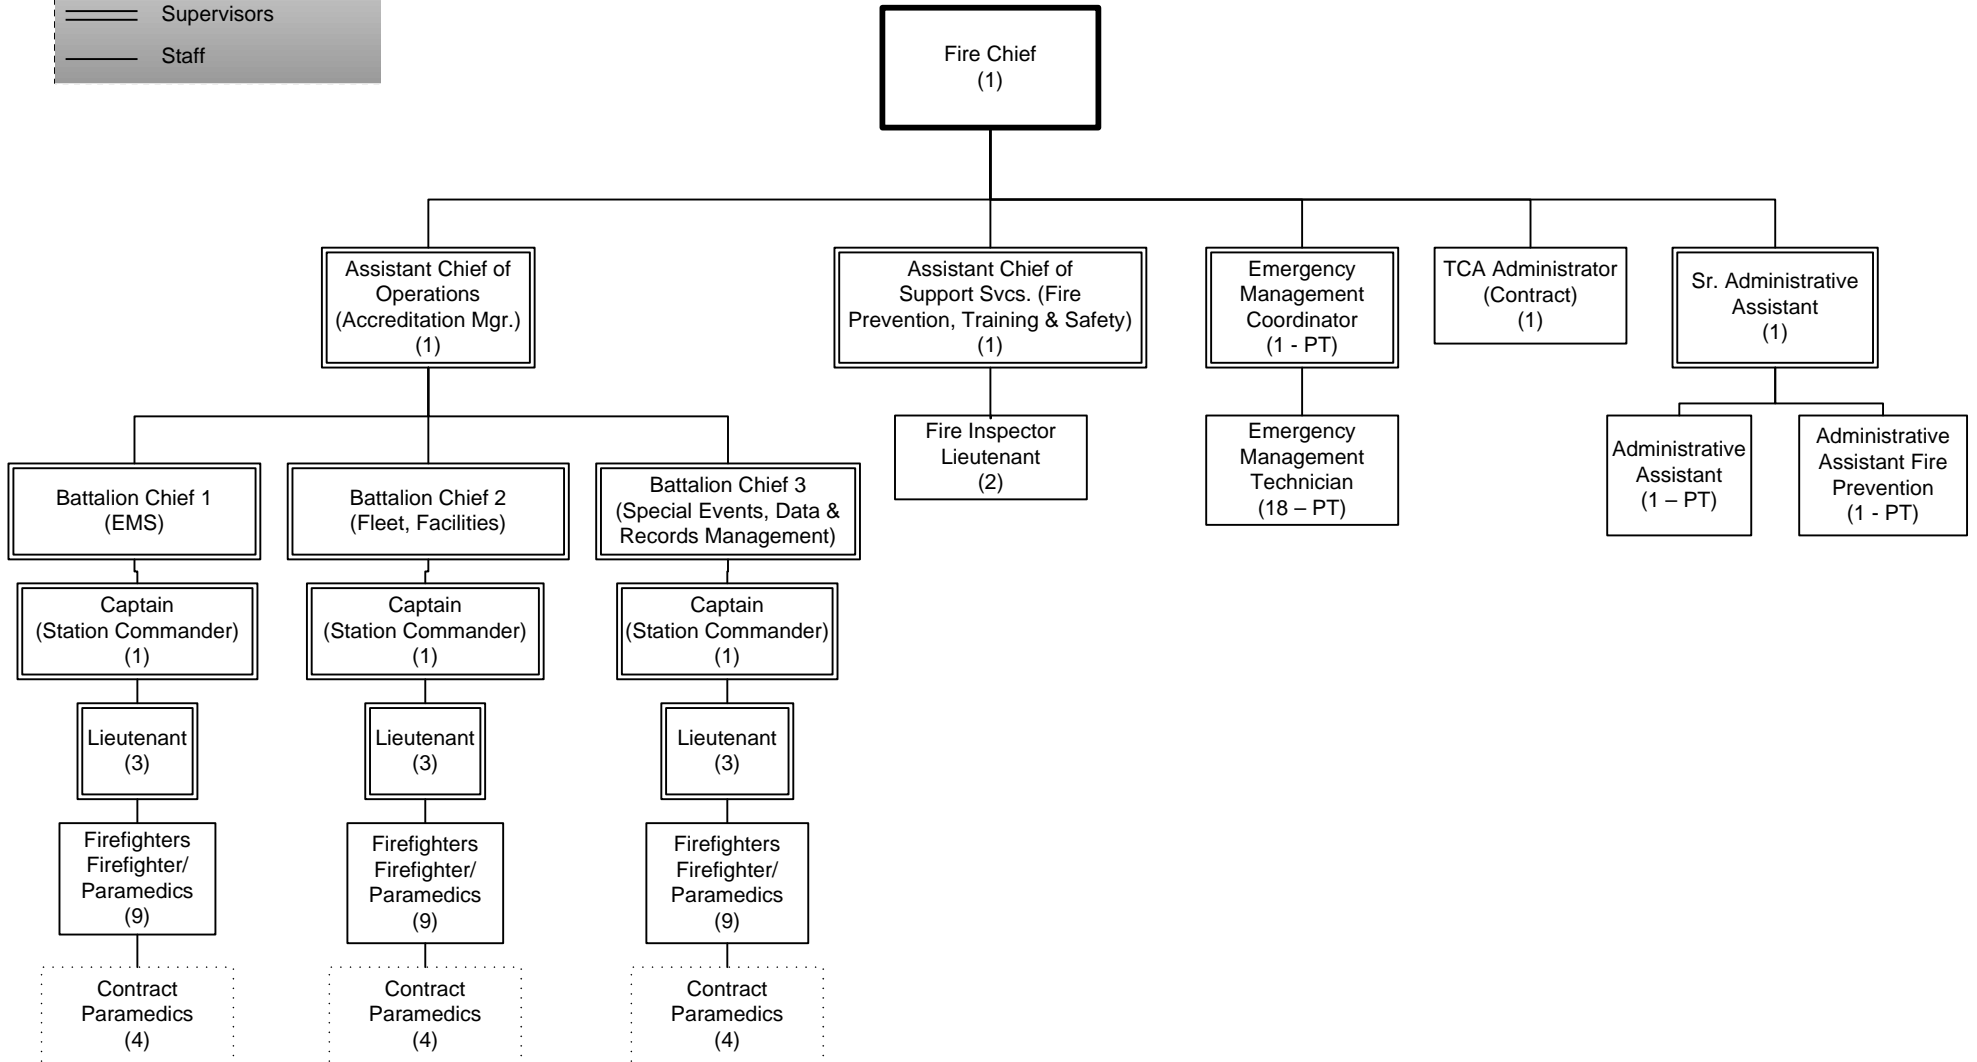 Supervisors
Staff
Fire Chief
(1)
Assistant Chief of
Operations
(Accreditation Mgr.)
(1)
Assistant Chief of
Support Svcs. (Fire
Prevention, Training & Safety)
(1)
Emergency
Management
Coordinator
(1 - PT)
TCA Administrator
(Contract)
(1)
Sr. Administrative
Assistant
(1)
Fire Inspector
Lieutenant
(2)
Emergency
Management
Technician
(18 – PT)
Administrative
Assistant
(1 – PT)
Administrative
Assistant Fire
Prevention
(1 - PT)
Battalion Chief 1
(EMS)
Battalion Chief 2
(Fleet, Facilities)
Battalion Chief 3
(Special Events, Data &
Records Management)
Captain
(Station Commander)
(1)
Captain
(Station Commander)
(1)
Captain
(Station Commander)
(1)
Lieutenant
(3)
Lieutenant
(3)
Lieutenant
(3)
Firefighters
Firefighter/
Paramedics
(9)
Firefighters
Firefighter/
Paramedics
(9)
Firefighters
Firefighter/
Paramedics
(9)
Contract
Paramedics
(4)
Contract
Paramedics
(4)
Contract
Paramedics
(4)